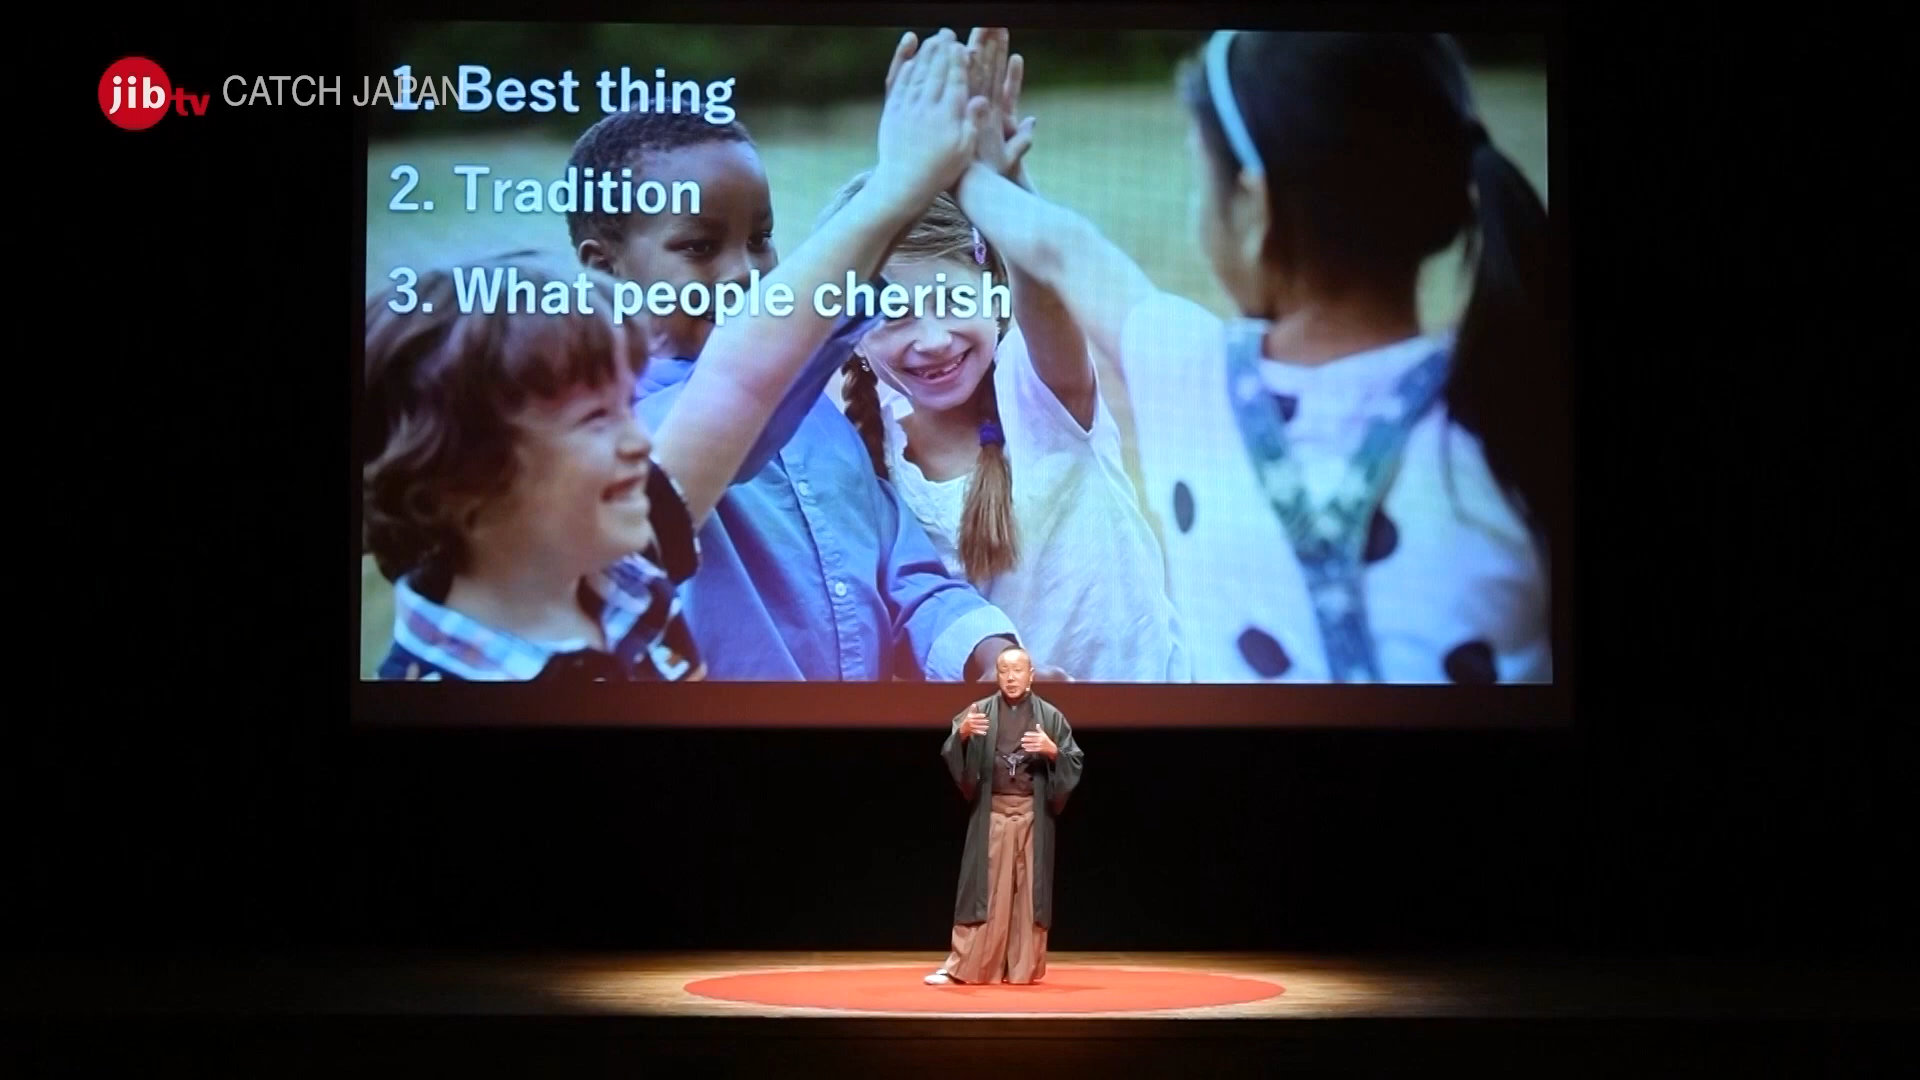 jibtv CATCH JAPAN
1. Best thing
2. Tradition
3. What people cherish